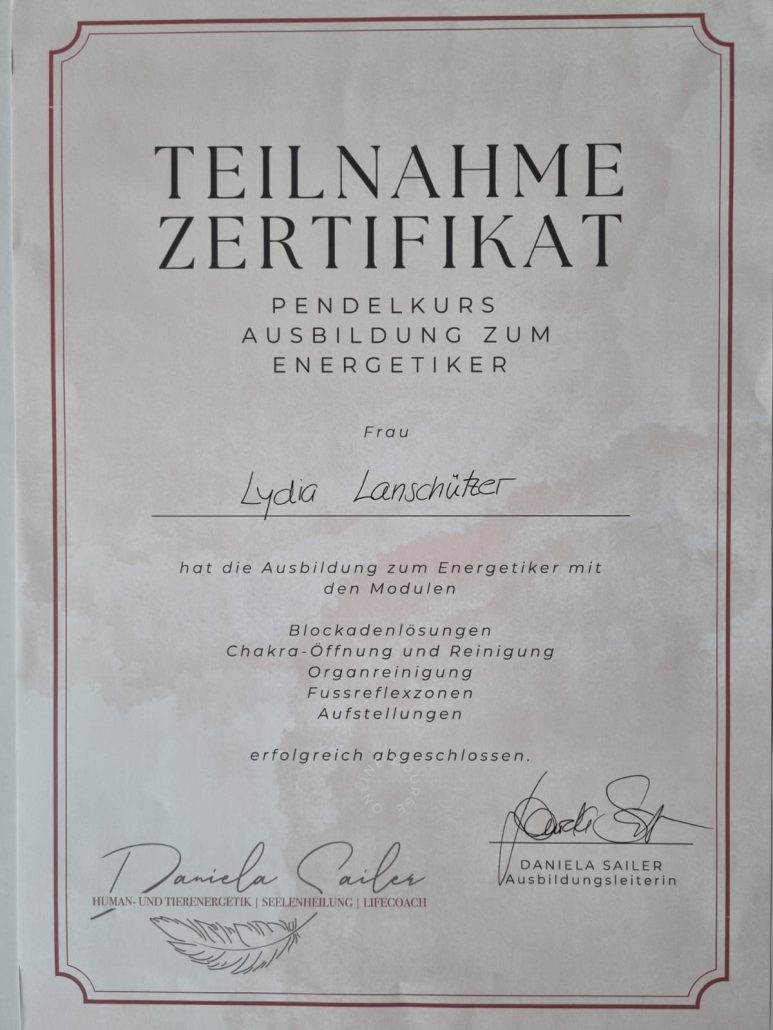 TEILNAHME
ZERTIFIKAT
PENDELKURS
AUSBILDUNG ZUM
ENERGETIKER
Frau
Lydia Lanschützer
hat die Ausbildung zum Energetiker mit
den Modulen
Blockadenlösungen
Chakra-Öffnung und Reinigung
Organreinigung
Fussreflexzonen
Aufstellungen
erfolgreich abgeschlossen.
Daniela Sailer
HUMAN- UND TIERENERGETIK | SEELENHEILUNG | LIFECOACH
DANIELA SAILER
Ausbildungsleiterin